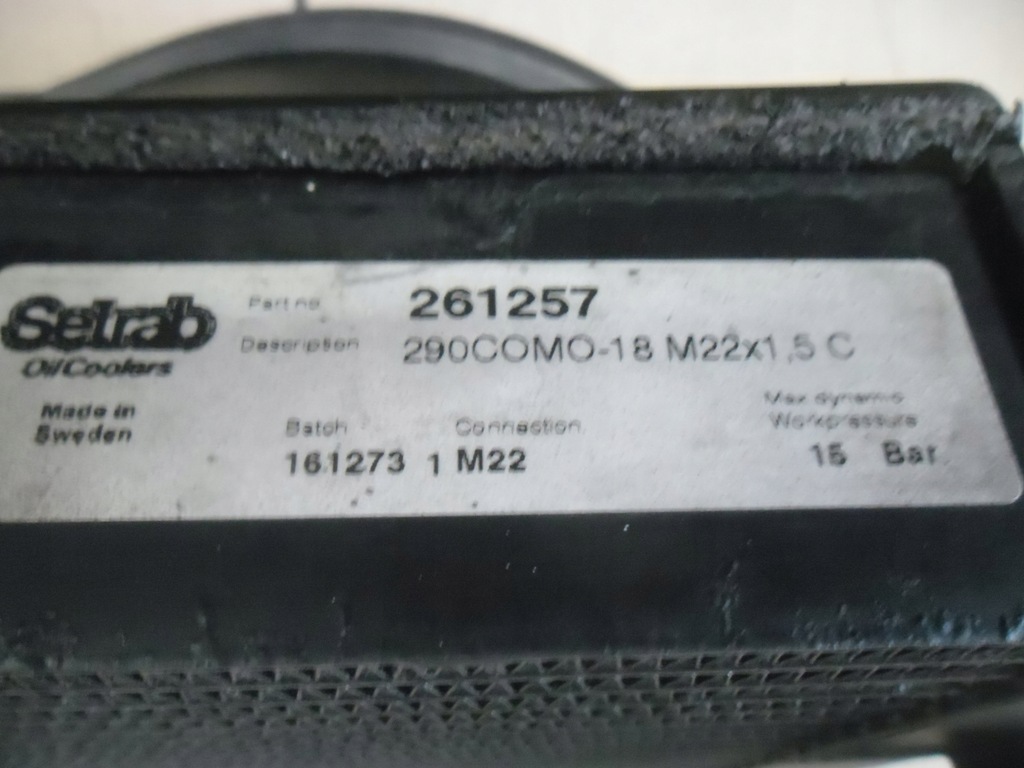 Setrab
Oil Coolers
Made in
Sweden
Part no. 261257
Description 290COMO-18 M22x1,5 C
Batch Connection
161273 1 M22
Max dynamic
Workpressure
15 Bar